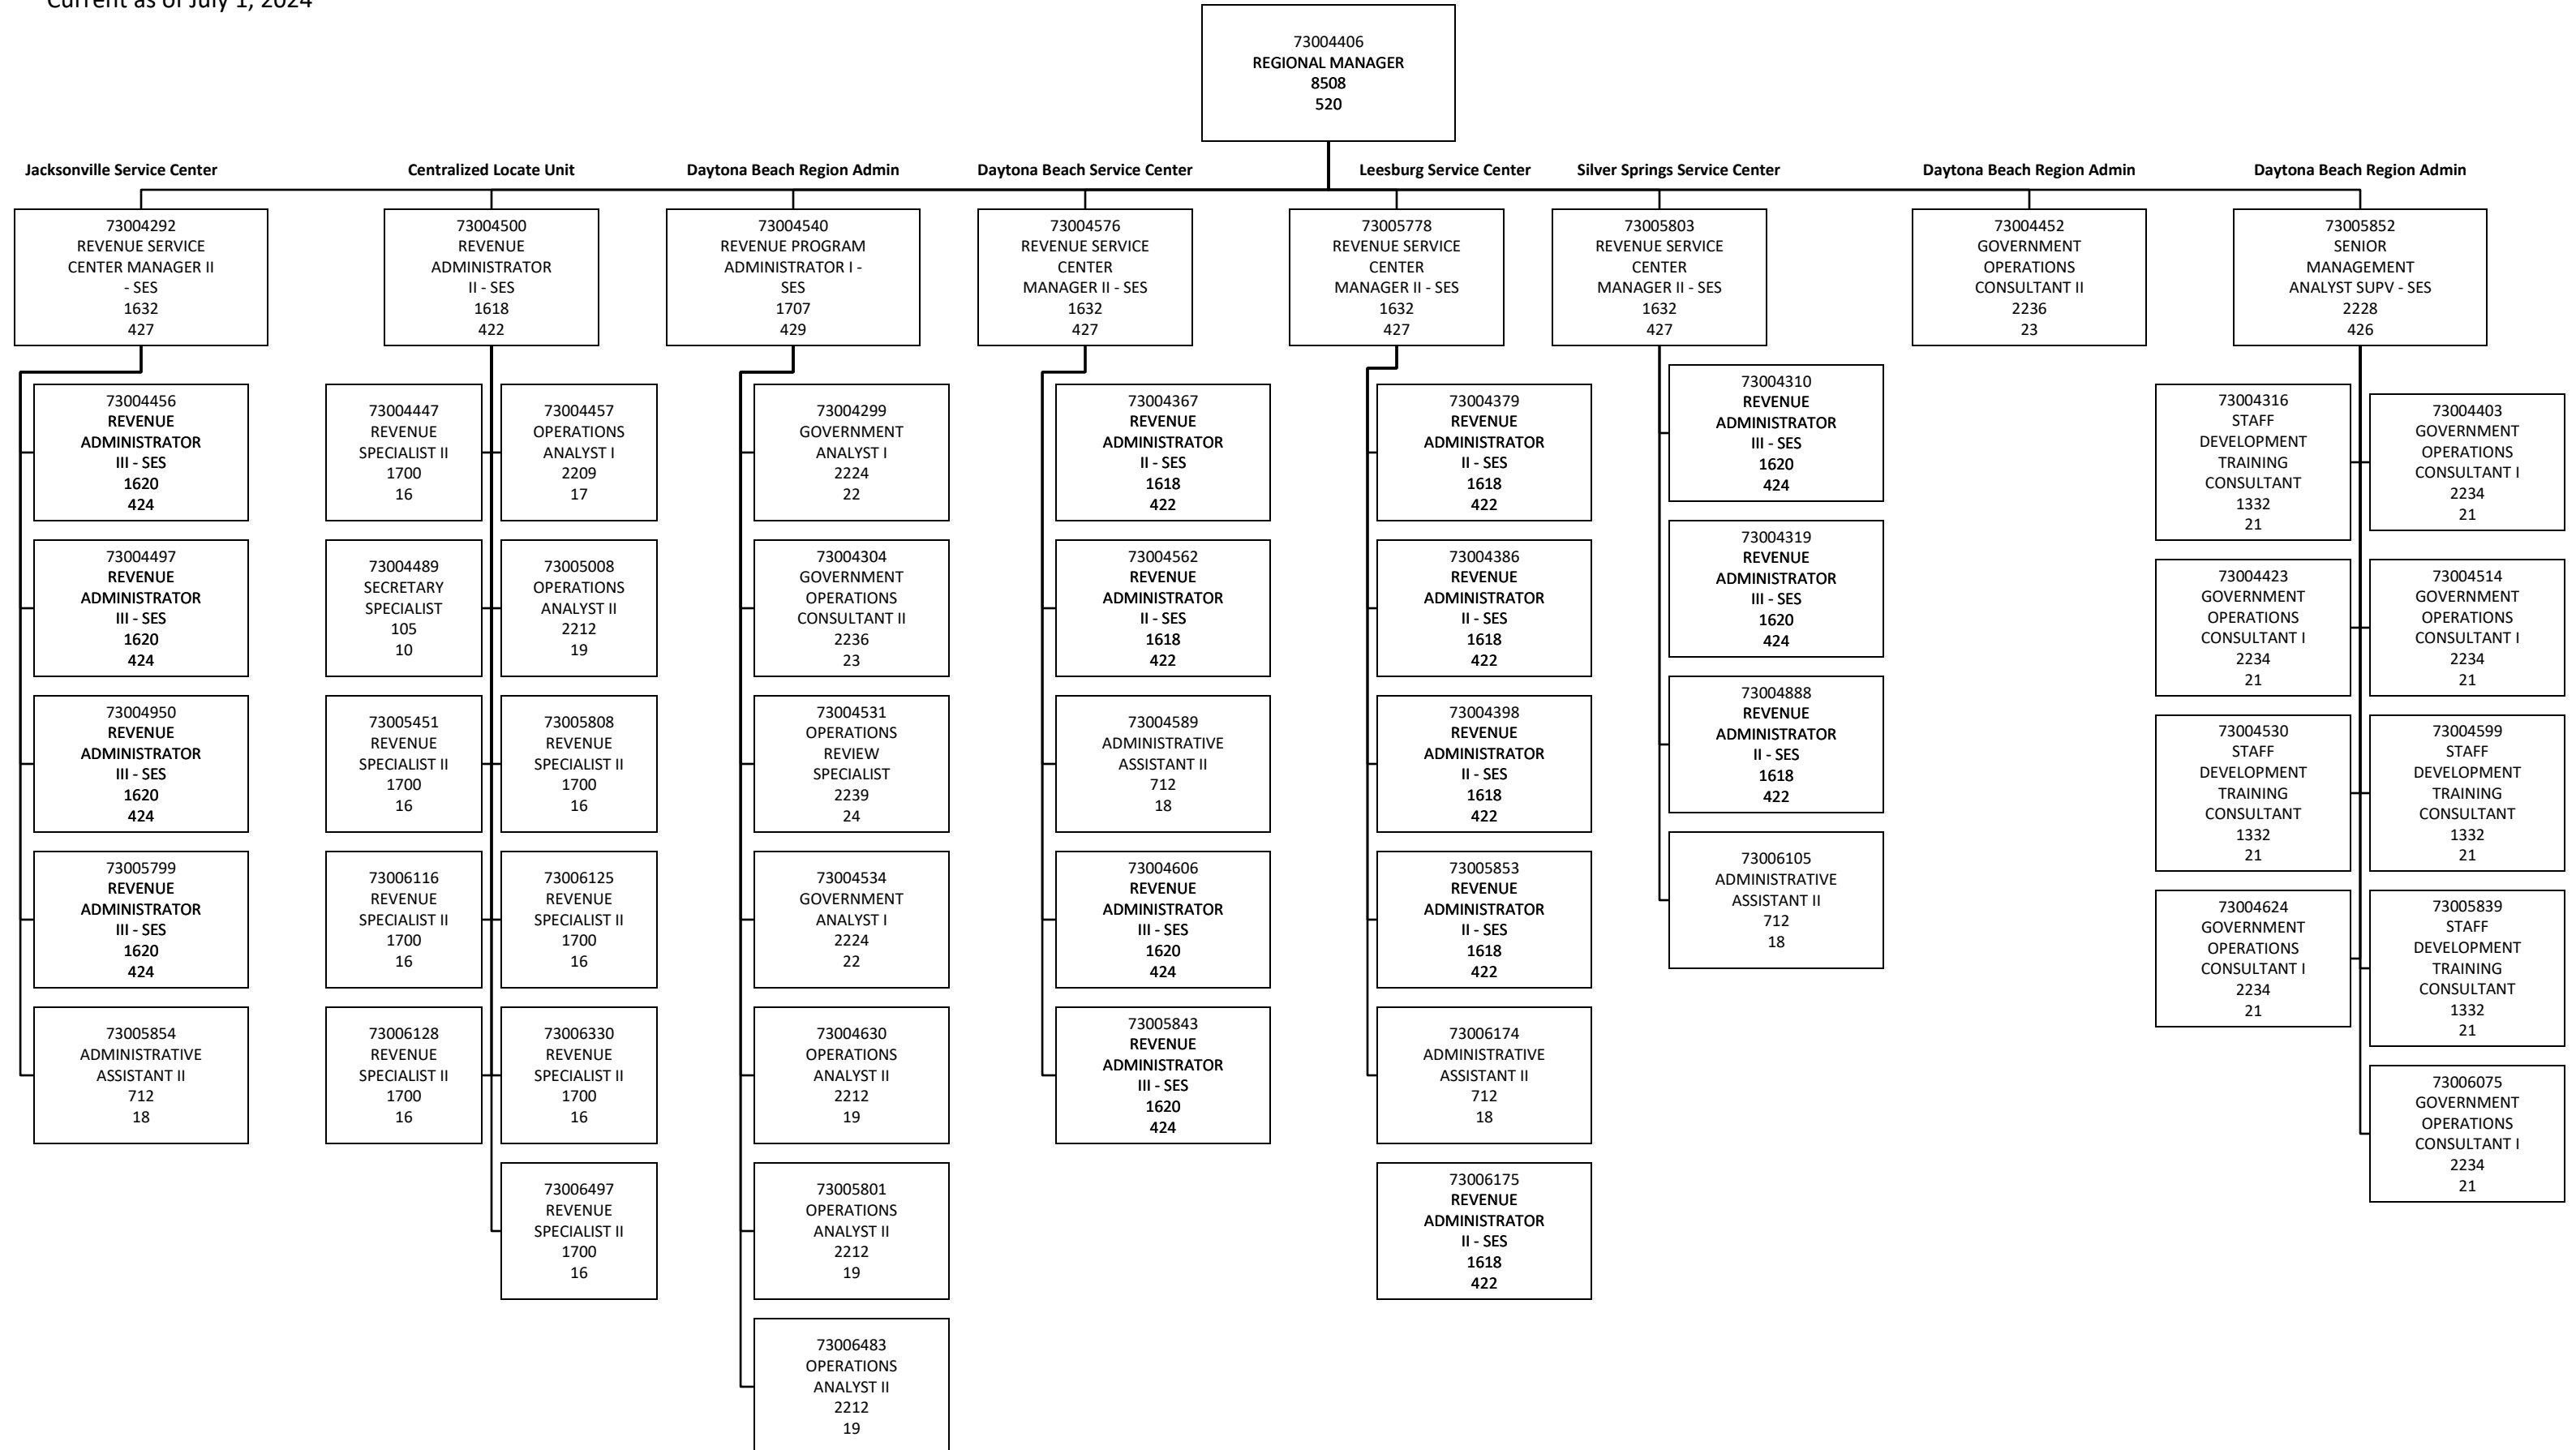 Current as of July 1, 2024
73004406
REGIONAL MANAGER
8508
520
Jacksonville Service Center
Centralized Locate Unit
Daytona Beach Region Admin
Daytona Beach Service Center
Leesburg Service Center
Silver Springs Service Center
Daytona Beach Region Admin
Daytona Beach Region Admin
73004292
REVENUE SERVICE
CENTER MANAGER II
- SES
1632
427
73004500
REVENUE
ADMINISTRATOR
II - SES
1618
422
73004540
REVENUE PROGRAM
ADMINISTRATOR I -
SES
1707
429
73004576
REVENUE SERVICE
CENTER
MANAGER II - SES
1632
427
73005778
REVENUE SERVICE
CENTER
MANAGER II - SES
1632
427
73005803
REVENUE SERVICE
CENTER
MANAGER II - SES
1632
427
73004452
GOVERNMENT
OPERATIONS
CONSULTANT II
2236
23
73005852
SENIOR
MANAGEMENT
ANALYST SUPV - SES
2228
426
73004456
REVENUE
ADMINISTRATOR
III - SES
1620
424
73004497
REVENUE
ADMINISTRATOR
III - SES
1620
424
73004950
REVENUE
ADMINISTRATOR
III - SES
1620
424
73005799
REVENUE
ADMINISTRATOR
III - SES
1620
424
73005854
ADMINISTRATIVE
ASSISTANT II
712
18
73004447
REVENUE
SPECIALIST II
1700
16
73004457
OPERATIONS
ANALYST I
2209
17
73004489
SECRETARY
SPECIALIST
105
10
73005008
OPERATIONS
ANALYST II
2212
19
73005451
REVENUE
SPECIALIST II
1700
16
73005808
REVENUE
SPECIALIST II
1700
16
73006116
REVENUE
SPECIALIST II
1700
16
73006125
REVENUE
SPECIALIST II
1700
16
73006128
REVENUE
SPECIALIST II
1700
16
73006330
REVENUE
SPECIALIST II
1700
16
73006497
REVENUE
SPECIALIST II
1700
16
73004299
GOVERNMENT
ANALYST I
2224
22
73004304
GOVERNMENT
OPERATIONS
CONSULTANT II
2236
23
73004531
OPERATIONS
REVIEW
SPECIALIST
2239
24
73004534
GOVERNMENT
ANALYST I
2224
22
73004630
OPERATIONS
ANALYST II
2212
19
73005801
OPERATIONS
ANALYST II
2212
19
73006483
OPERATIONS
ANALYST II
2212
19
73004367
REVENUE
ADMINISTRATOR
II - SES
1618
422
73004562
REVENUE
ADMINISTRATOR
II - SES
1618
422
73004589
ADMINISTRATIVE
ASSISTANT II
712
18
73004606
REVENUE
ADMINISTRATOR
III - SES
1620
424
73005843
REVENUE
ADMINISTRATOR
III - SES
1620
424
73004379
REVENUE
ADMINISTRATOR
II - SES
1618
422
73004386
REVENUE
ADMINISTRATOR
II - SES
1618
422
73004398
REVENUE
ADMINISTRATOR
II - SES
1618
422
73005853
REVENUE
ADMINISTRATOR
II - SES
1618
422
73006174
ADMINISTRATIVE
ASSISTANT II
712
18
73006175
REVENUE
ADMINISTRATOR
II - SES
1618
422
73004310
REVENUE
ADMINISTRATOR
III - SES
1620
424
73004319
REVENUE
ADMINISTRATOR
III - SES
1620
424
73004888
REVENUE
ADMINISTRATOR
II - SES
1618
422
73006105
ADMINISTRATIVE
ASSISTANT II
712
18
73004316
STAFF
DEVELOPMENT
TRAINING
CONSULTANT
1332
21
73004403
GOVERNMENT
OPERATIONS
CONSULTANT I
2234
21
73004423
GOVERNMENT
OPERATIONS
CONSULTANT I
2234
21
73004514
GOVERNMENT
OPERATIONS
CONSULTANT I
2234
21
73004530
STAFF
DEVELOPMENT
TRAINING
CONSULTANT
1332
21
73004599
STAFF
DEVELOPMENT
TRAINING
CONSULTANT
1332
21
73004624
GOVERNMENT
OPERATIONS
CONSULTANT I
2234
21
73005839
STAFF
DEVELOPMENT
TRAINING
CONSULTANT
1332
21
73006075
GOVERNMENT
OPERATIONS
CONSULTANT I
2234
21